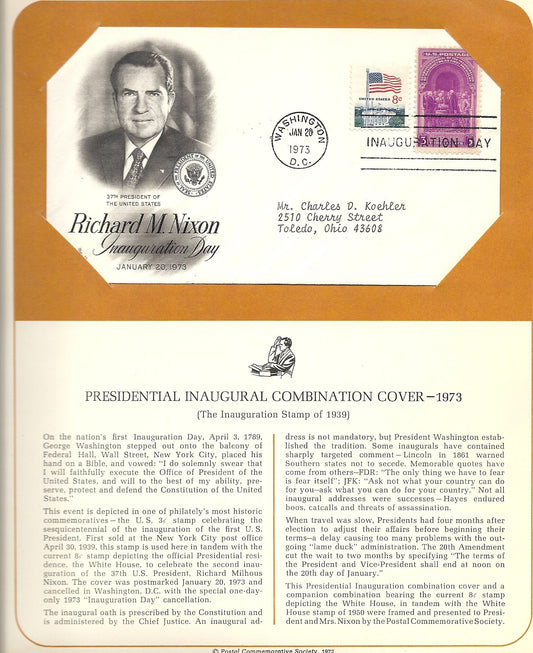 UNITED STATES
8c
U.S. POSTAGE
WASHINGTON
JAN 20
1973
D.C.
INAUGURATION DAY
37TH PRESIDENT OF
THE UNITED STATES
Richard M. Nixon
Inauguration Day
JANUARY 20, 1973
Mr. Charles D. Koehler
2510 Cherry Street
Toledo, Ohio 43608
PRESIDENTIAL INAUGURAL COMBINATION COVER—1973
(The Inauguration Stamp of 1939)
On the nation's first Inauguration Day, April 3, 1789,
George Washington stepped out onto the balcony of
Federal Hall, Wall Street, New York City, placed his
hand on a Bible, and vowed: "I do solemnly swear that
I will faithfully execute the Office of President of the
United States, and will to the best of my ability, pre-
serve, protect and defend the Constitution of the United
States."
This event is depicted in one of philately's most historic
commemoratives—the U.S. 3¢ stamp celebrating the
sesquicentennial of the inauguration of the first U.S.
President. First sold at the New York City post office
April 30, 1939, this stamp is used here in tandem with the
current 8¢ stamp depicting the official Presidential resi-
dence, the White House, to celebrate the second inau-
guration of the 37th U.S. President, Richard Milhous
Nixon. The cover was postmarked January 20, 1973 and
cancelled in Washington, D.C. with the special one-day-
only 1973 "Inauguration Day" cancellation.
The inaugural oath is prescribed by the Constitution and
is administered by the Chief Justice. An inaugural ad-
dress is not mandatory, but President Washington estab-
lished the tradition. Some inaugurals have contained
sharply targeted comment—Lincoln in 1861 warned
Southern states not to secede. Memorable quotes have
come from others—FDR: "The only thing we have to fear
is fear itself"; JFK: "Ask not what your country can do
for you—ask what you can do for your country." Not all
inaugural addresses were successes—Hayes endured
boos, catcalls and threats of assassination.
When travel was slow, Presidents had four months after
election to adjust their affairs before beginning their
terms—a delay causing too many problems with the out-
going "lame duck" administration. The 20th Amendment
cut the wait to two months by specifying "The terms of
the President and Vice-President shall end at noon on
the 20th day of January."
This Presidential Inauguration combination cover and a
companion combination bearing the current 8¢ stamp
depicting the White House, in tandem with the White
House stamp of 1950 were framed and presented to Presi-
dent and Mrs. Nixon by the Postal Commemorative Society.
© Postal Commemorative Society, 1973